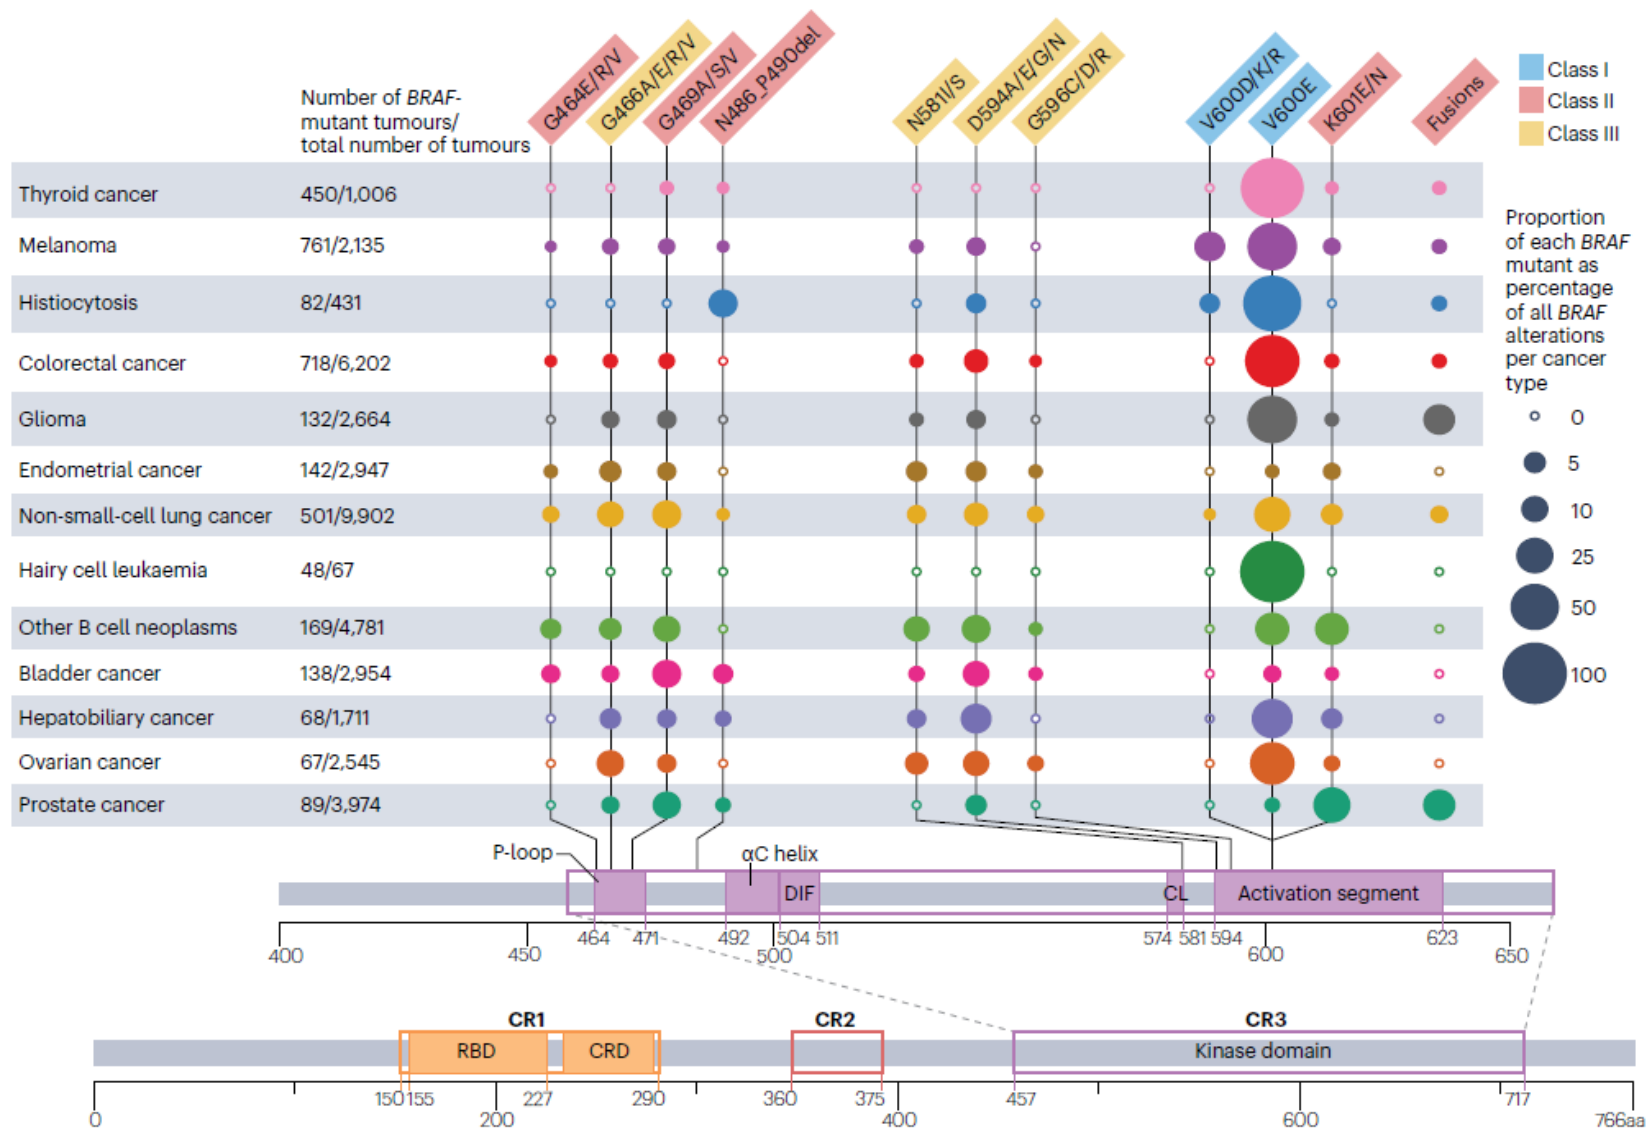 G464E/R/V
G466A/E/R/V
G469A/S/V
N486_P490del
N581I/S
D594A/E/G/N
G596C/D/R
V600D/K/R
V600E
K601E/N
Fusions
Class I
Class II
Class III
Number of BRAF-
mutant tumours/
total number of tumours
Thyroid cancer 450/1,006
Melanoma 761/2,135
Histiocytosis 82/431
Colorectal cancer 718/6,202
Glioma 132/2,664
Endometrial cancer 142/2,947
Non-small-cell lung cancer 501/9,902
Hairy cell leukaemia 48/67
Other B cell neoplasms 169/4,781
Bladder cancer 138/2,954
Hepatobiliary cancer 68/1,711
Ovarian cancer 67/2,545
Prostate cancer 89/3,974
Proportion
of each BRAF
mutant as
percentage
of all BRAF
alterations
per cancer
type
0
5
10
25
50
100
P-loop
αC helix
DIF
CL
Activation segment
464 471 492 504 511 574 581 594 623
400 450 500 600 650
CR1 CR2 CR3
RBD CRD Kinase domain
150 155 227 290 360 375 457 717
0 200 400 600 766aa